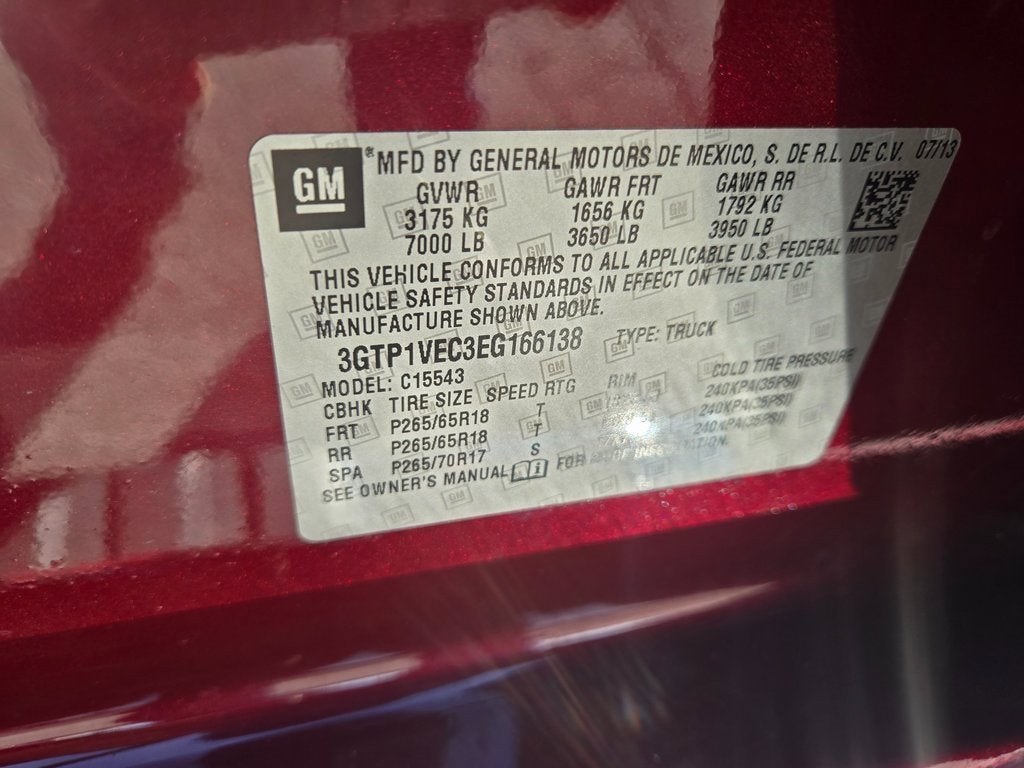 GM ® MFD BY GENERAL MOTORS DE MEXICO, S. DE R.L. DE C.V. 07/13
GVWR GAWR FRT GAWR RR
3175 KG 1656 KG 1792 KG
7000 LB 3650 LB 3950 LB
THIS VEHICLE CONFORMS TO ALL APPLICABLE U.S. FEDERAL MOTOR
VEHICLE SAFETY STANDARDS IN EFFECT ON THE DATE OF
MANUFACTURE SHOWN ABOVE.
3GTP1VEC3EG166138 TYPE: TRUCK
MODEL: C15543
CBHK TIRE SIZE SPEED RTG RIM COLD TIRE PRESSURE
FRT P265/65R18 T 240KPA(35PSI)
RR P265/65R18 T 240KPA(35PSI)
SPA P265/70R17 S 240KPA(35PSI)
SEE OWNER'S MANUAL FOR MORE INFORMATION.